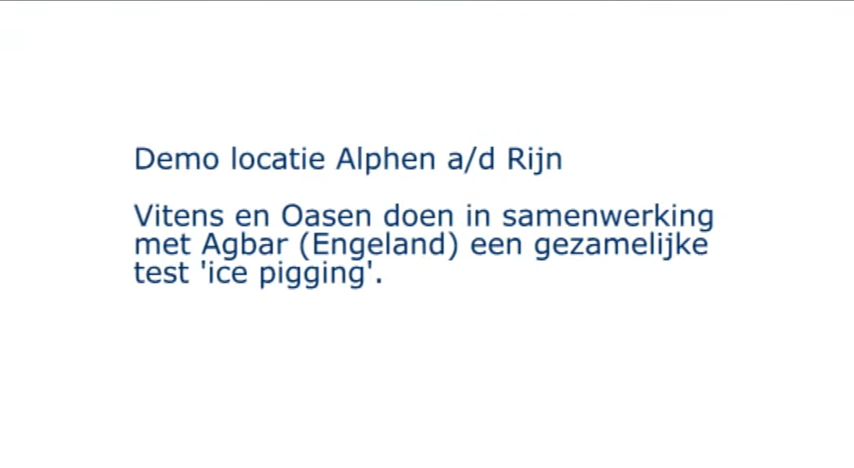 Demo locatie Alphen a/d Rijn
Vitens en Oasen doen in samenwerking
met Agbar (Engeland) een gezamelijke
test 'ice pigging'.